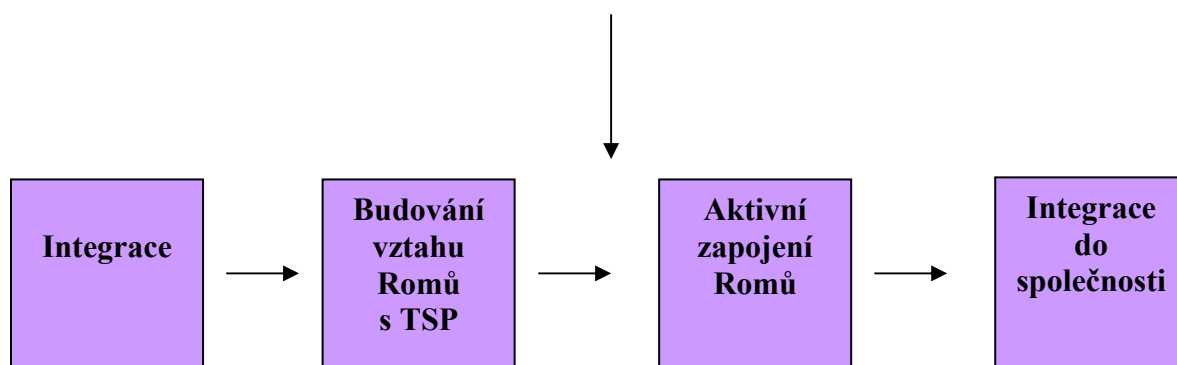 Integrace
Budování
vztahu
Romů
s TSP
Aktivní
zapojení
Romů
Integrace
do
společnosti